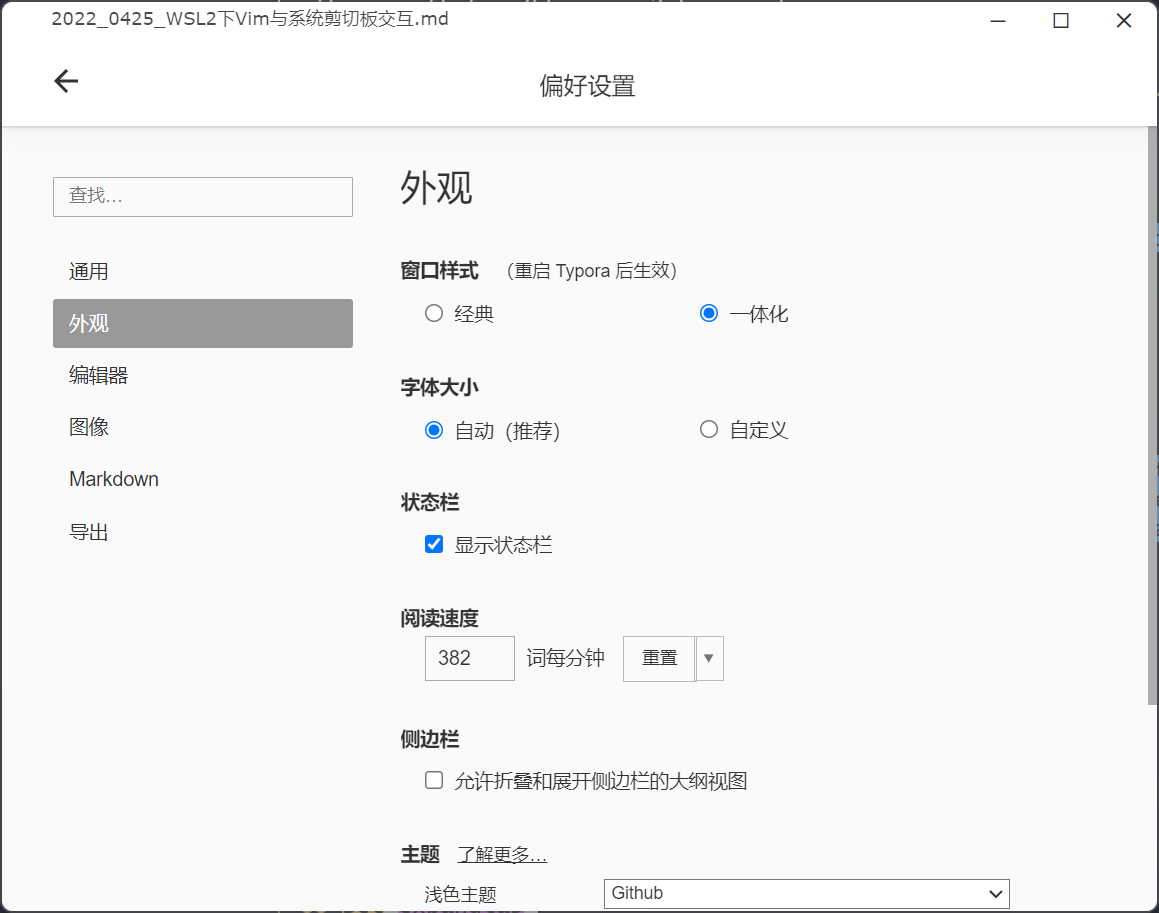 2022_0425_WSL2下Vim与系统剪切板交互.md
偏好设置
查找…
通用
外观
编辑器
图像
Markdown
导出
外观
窗口样式 （重启 Typora 后生效）
经典 一体化
字体大小
自动（推荐） 自定义
状态栏
显示状态栏
阅读速度
382 词每分钟 重置
侧边栏
允许折叠和展开侧边栏的大纲视图
主题 了解更多…
浅色主题 Github